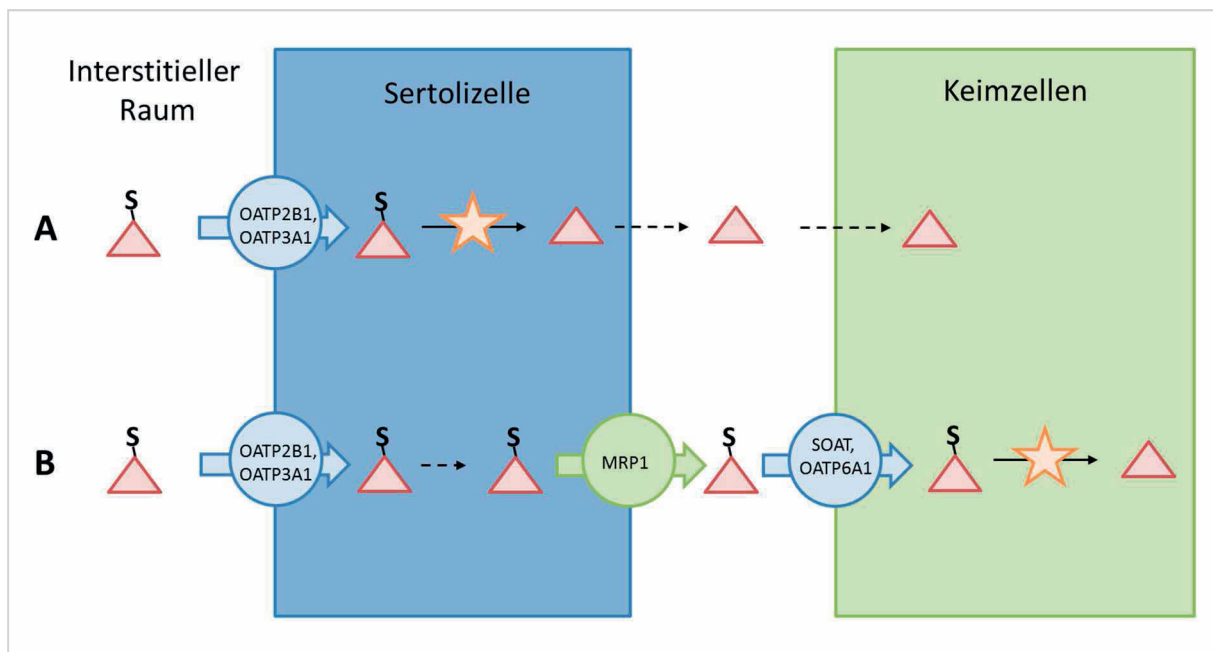 Interstitieller
Raum
Sertolizelle
Keimzellen
A
S
OATP2B1,
OATP3A1
S
B
S
OATP2B1,
OATP3A1
S
S
MRP1
S
SOAT,
OATP6A1
S